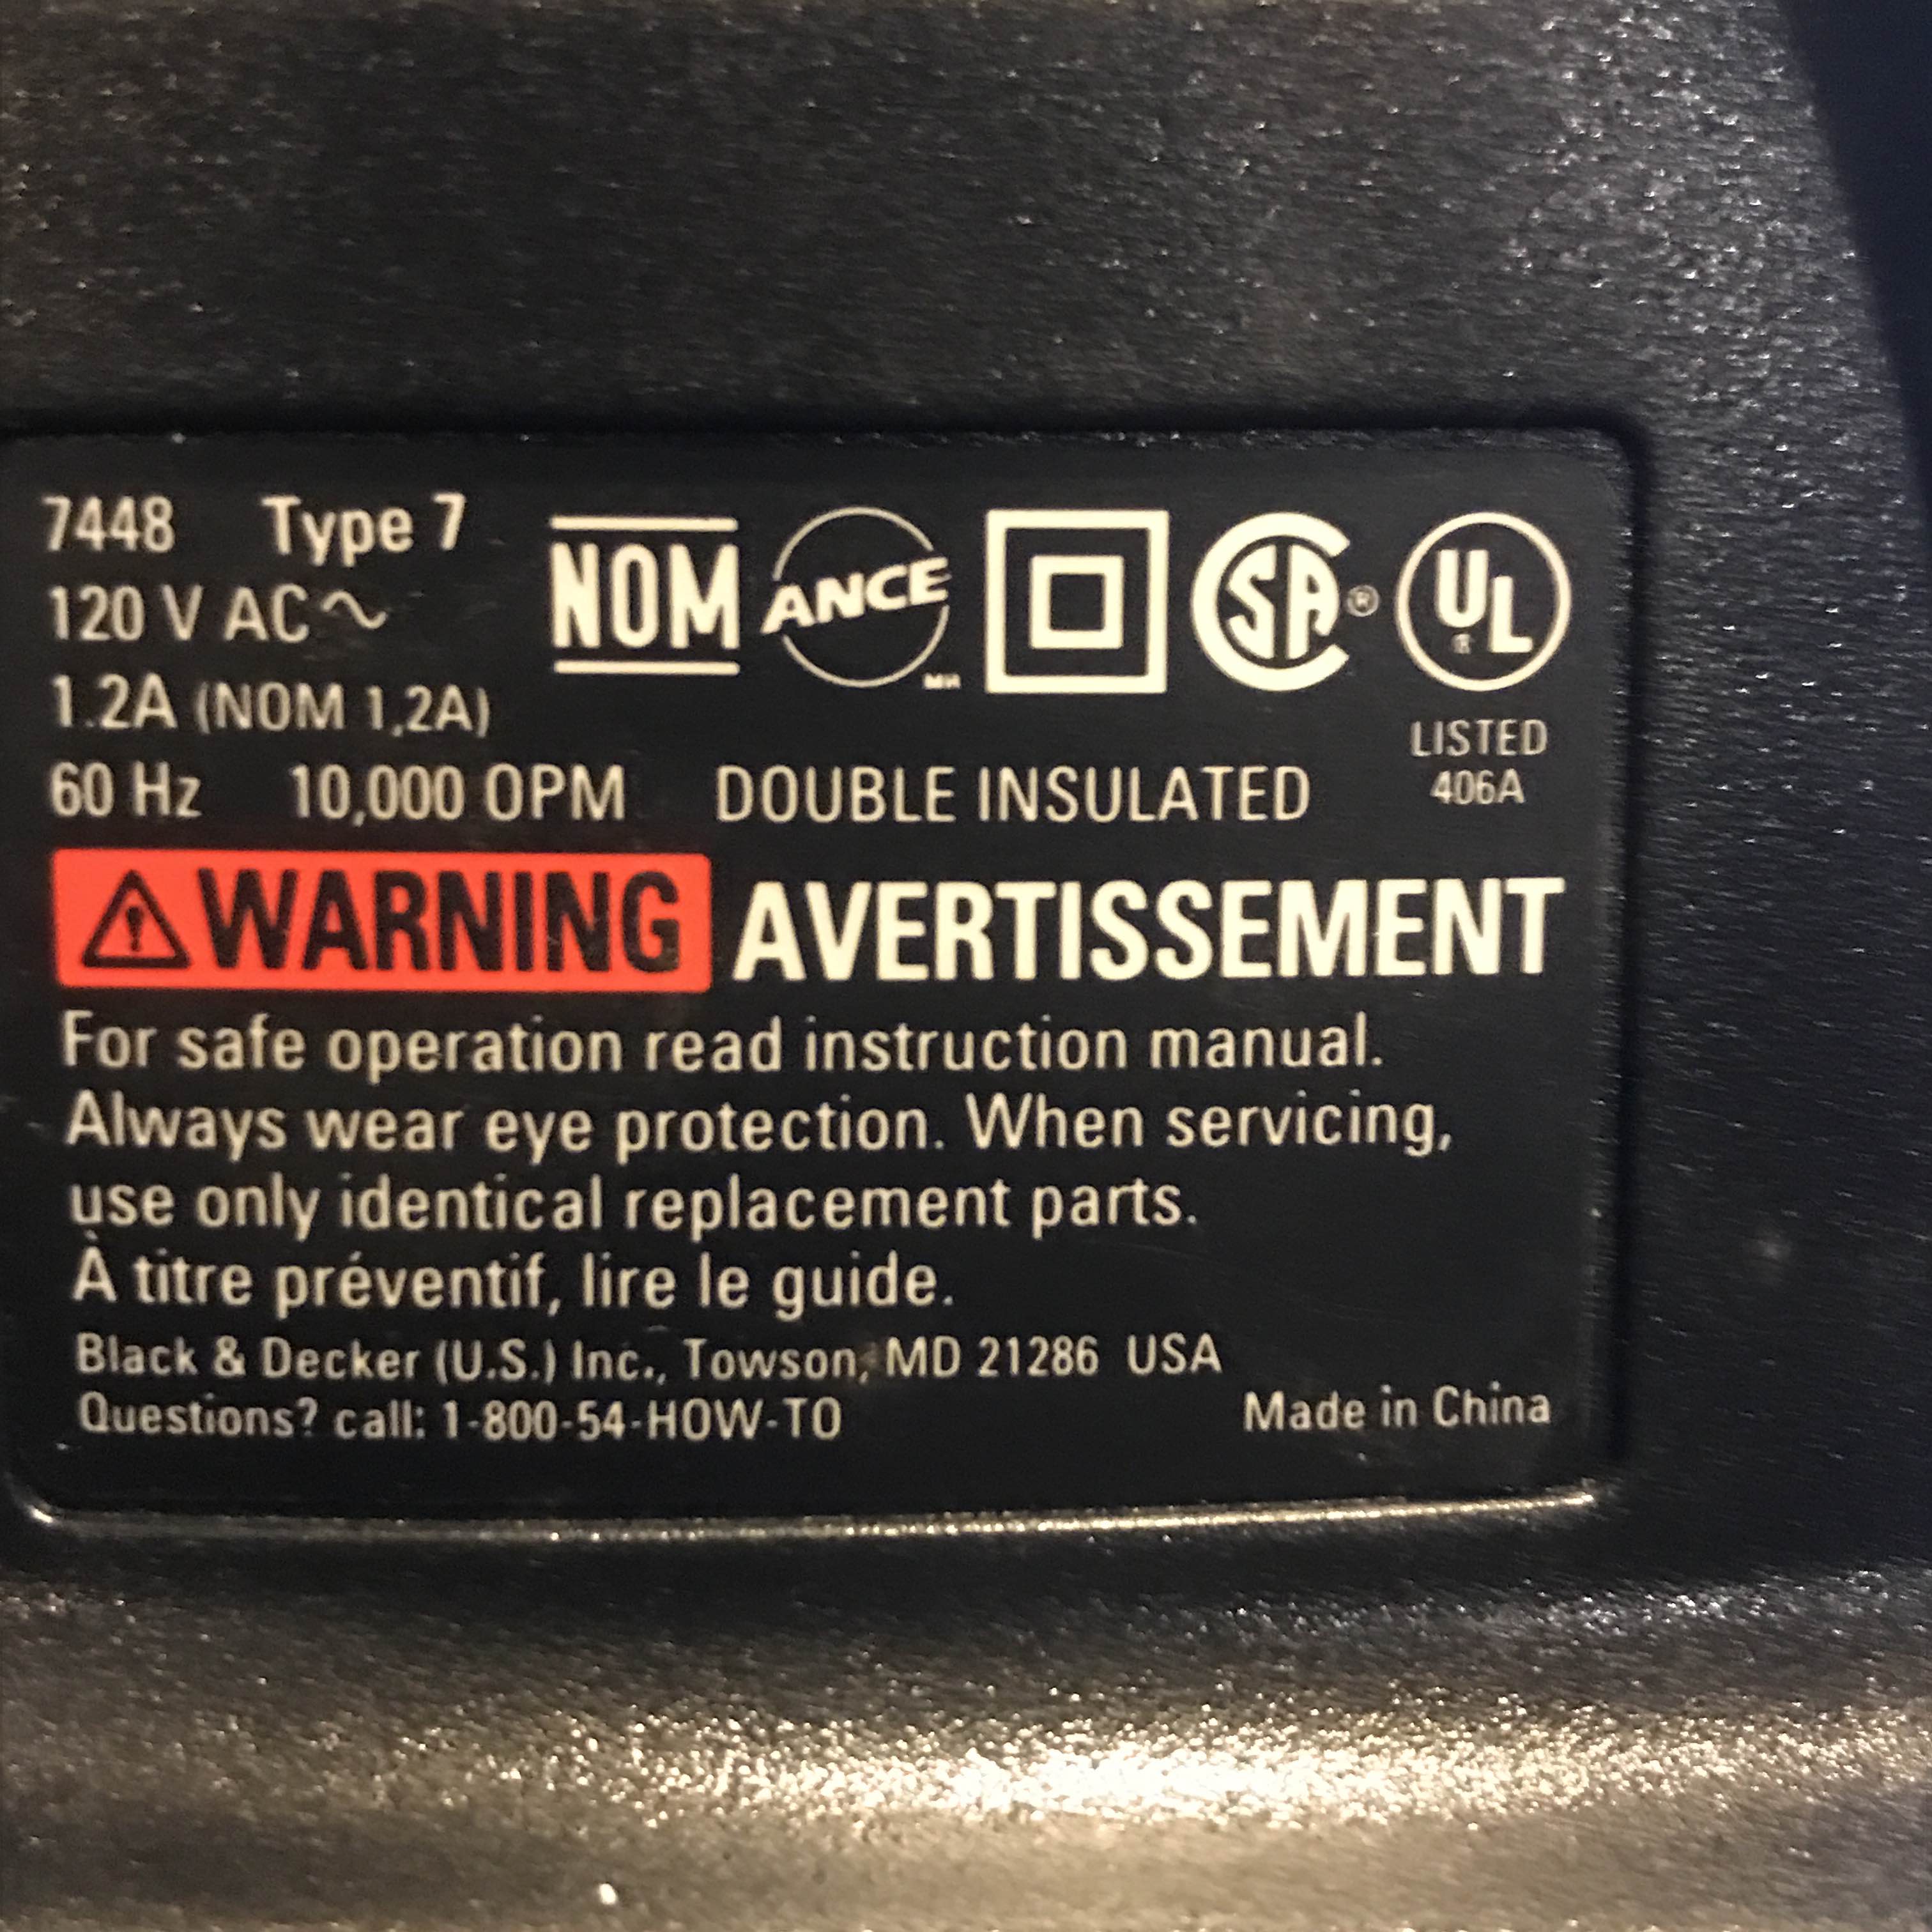 7448 Type 7
120 V AC~
1.2A (NOM 1,2A)
NOM ANCE SA® UL
LISTED
406A
60 Hz 10,000 OPM DOUBLE INSULATED
WARNING AVERTISSEMENT
For safe operation read instruction manual.
Always wear eye protection. When servicing,
use only identical replacement parts.
À titre préventif, lire le guide.
Black & Decker (U.S.) Inc., Towson, MD 21286 USA
Questions? call: 1-800-54-HOW-TO
Made in China